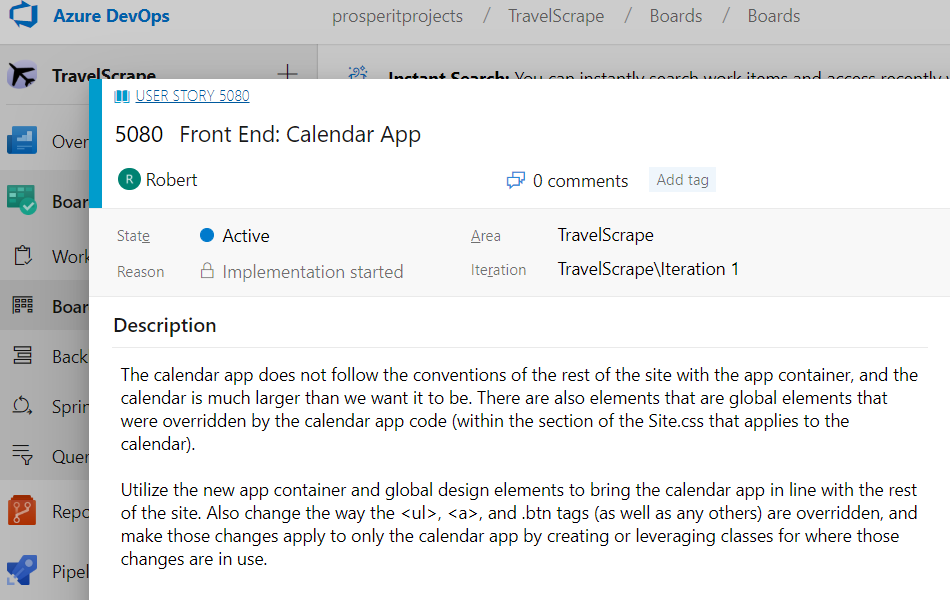 Azure DevOps
prosperitprojects / TravelScrape / Boards / Boards
TravelScrape
Instant Search: You can instantly search work items and access recently
USER STORY 5080
5080 Front End: Calendar App
R Robert
0 comments
Add tag
State
Active
Area
TravelScrape
Reason
Implementation started
Iteration
TravelScrape\Iteration 1
Description
The calendar app does not follow the conventions of the rest of the site with the app container, and the
calendar is much larger than we want it to be. There are also elements that are global elements that
were overridden by the calendar app code (within the section of the Site.css that applies to the
calendar).
Utilize the new app container and global design elements to bring the calendar app in line with the rest
of the site. Also change the way the <ul>, <a>, and .btn tags (as well as any others) are overridden, and
make those changes apply to only the calendar app by creating or leveraging classes for where those
changes are in use.
Over
Boar
Work
Boar
Back
Sprin
Quer
Repo
Pipel